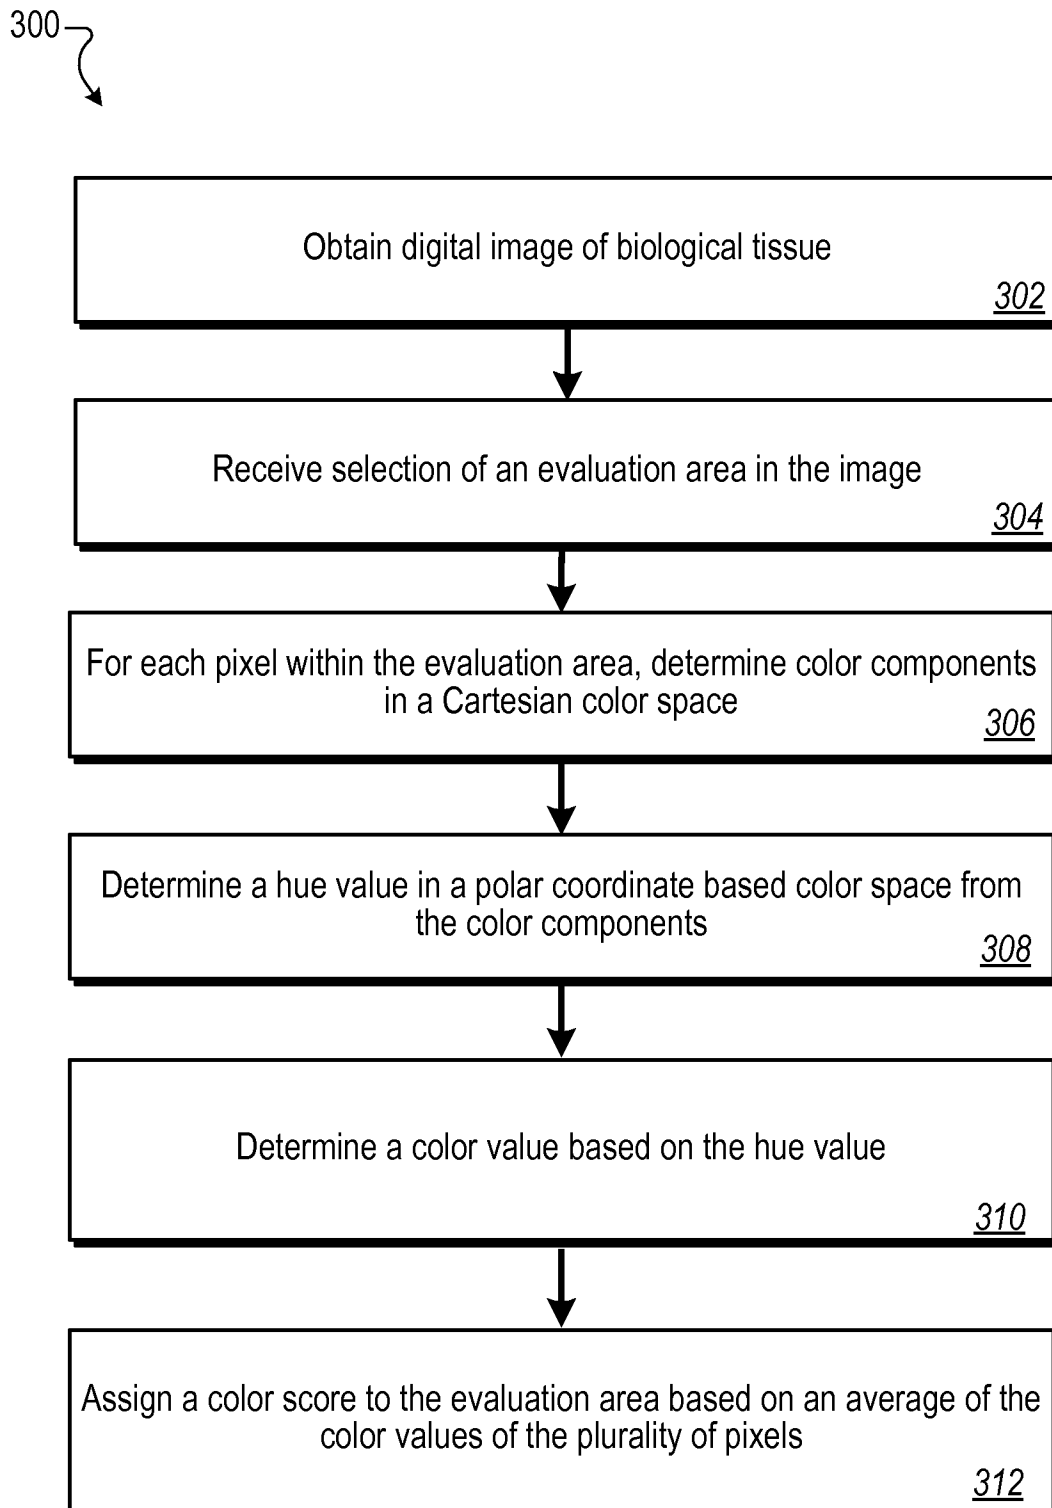 300
Obtain digital image of biological tissue
302
Receive selection of an evaluation area in the image
304
For each pixel within the evaluation area, determine color components
in a Cartesian color space
306
Determine a hue value in a polar coordinate based color space from
the color components
308
Determine a color value based on the hue value
310
Assign a color score to the evaluation area based on an average of the
color values of the plurality of pixels
312